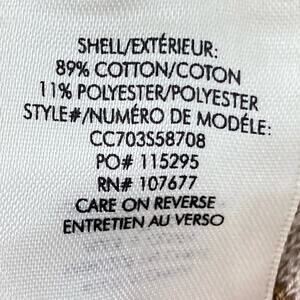 SHELL/EXTÉRIEUR:
89% COTTON/COTON
11% POLYESTER/POLYESTER
STYLE#/NUMÉRO DE MODÉLE:
CC703S58708
PO# 115295
RN# 107677
CARE ON REVERSE
ENTRETIEN AU VERSO